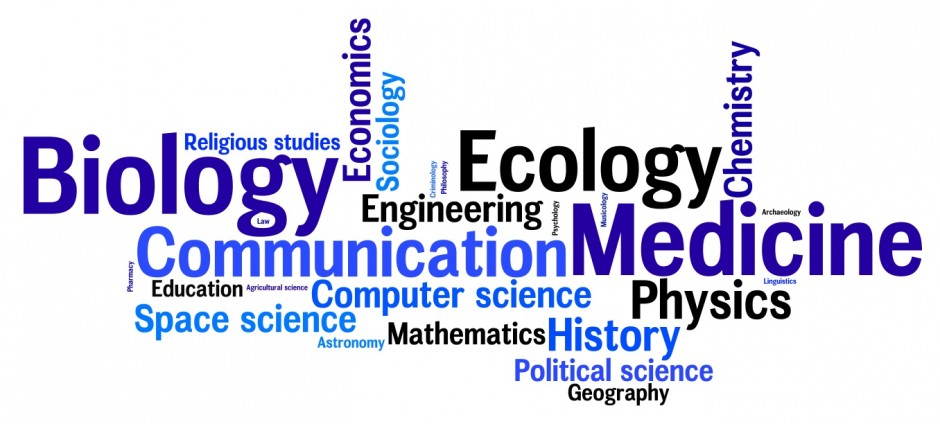 Economics
Sociology
Chemistry
Religious studies
Biology
Ecology
Criminology
Philosophy
Engineering
Psychology
Musicology
Archaeology
Law
Medicine
Communication
Pharmacy
Education
Agricultural science
Computer science
Linguistics
Physics
Space science
Astronomy
Mathematics
History
Political science
Geography